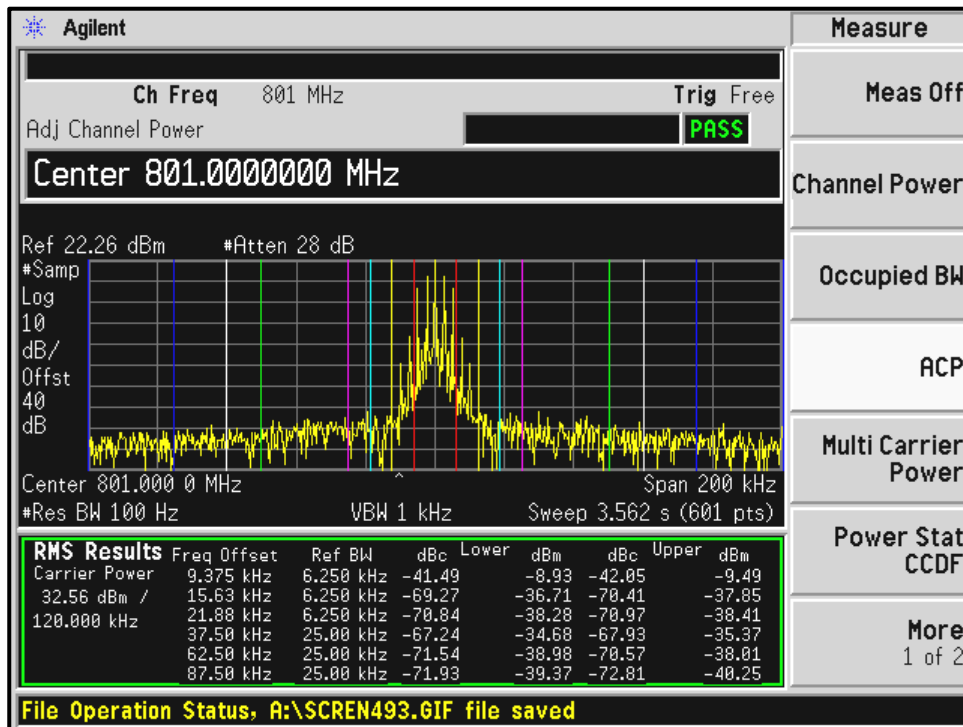 Agilent
Measure
Ch Freq 801 MHz Trig Free
Meas Off
Adj Channel Power PASS
Center 801.0000000 MHz
Channel Power
Ref 22.26 dBm #Atten 28 dB
#Samp
Log
10
dB/
Offst
40
dB
Occupied BW
ACP
Multi Carrier
Power
Center 801.000 0 MHz Span 200 kHz
#Res BW 100 Hz VBW 1 kHz Sweep 3.562 s (601 pts)
Power Stat
CCDF
RMS Results Freq Offset Ref BW dBc Lower dBm dBc Upper dBm
Carrier Power 9.375 kHz 6.250 kHz -41.49 -8.93 -42.05 -9.49
32.56 dBm / 15.63 kHz 6.250 kHz -69.27 -36.71 -70.41 -37.85
120.000 kHz 21.88 kHz 6.250 kHz -70.84 -38.28 -70.97 -38.41
37.50 kHz 25.00 kHz -67.24 -34.68 -67.93 -35.37
62.50 kHz 25.00 kHz -71.54 -38.98 -70.57 -38.01
87.50 kHz 25.00 kHz -71.93 -39.37 -72.81 -40.25
More
1 of 2
File Operation Status, A:\SCREN493.GIF file saved